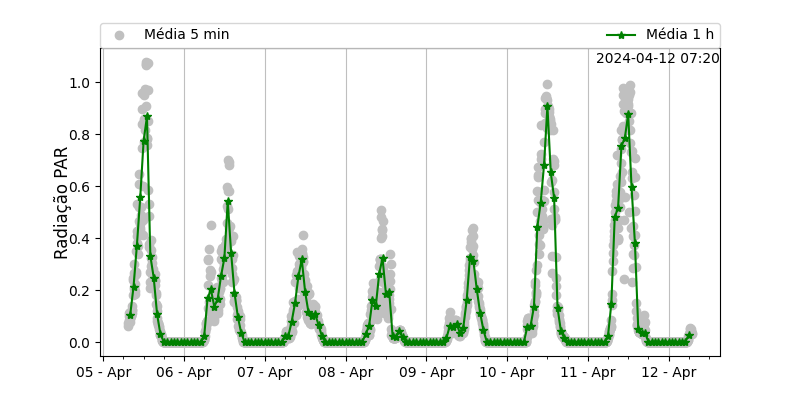 Média 5 min
Média 1 h
2024-04-12 07:20
Radiação PAR
1.0
0.8
0.6
0.4
0.2
0.0
05 - Apr 06 - Apr 07 - Apr 08 - Apr 09 - Apr 10 - Apr 11 - Apr 12 - Apr